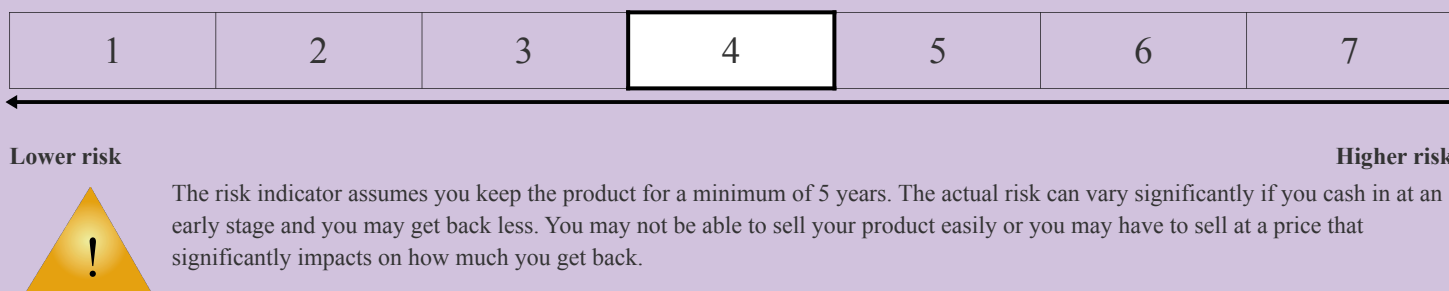 1 2 3 4 5 6 7
Lower risk Higher risk
The risk indicator assumes you keep the product for a minimum of 5 years. The actual risk can vary significantly if you cash in at an
early stage and you may get back less. You may not be able to sell your product easily or you may have to sell at a price that
! significantly impacts on how much you get back.